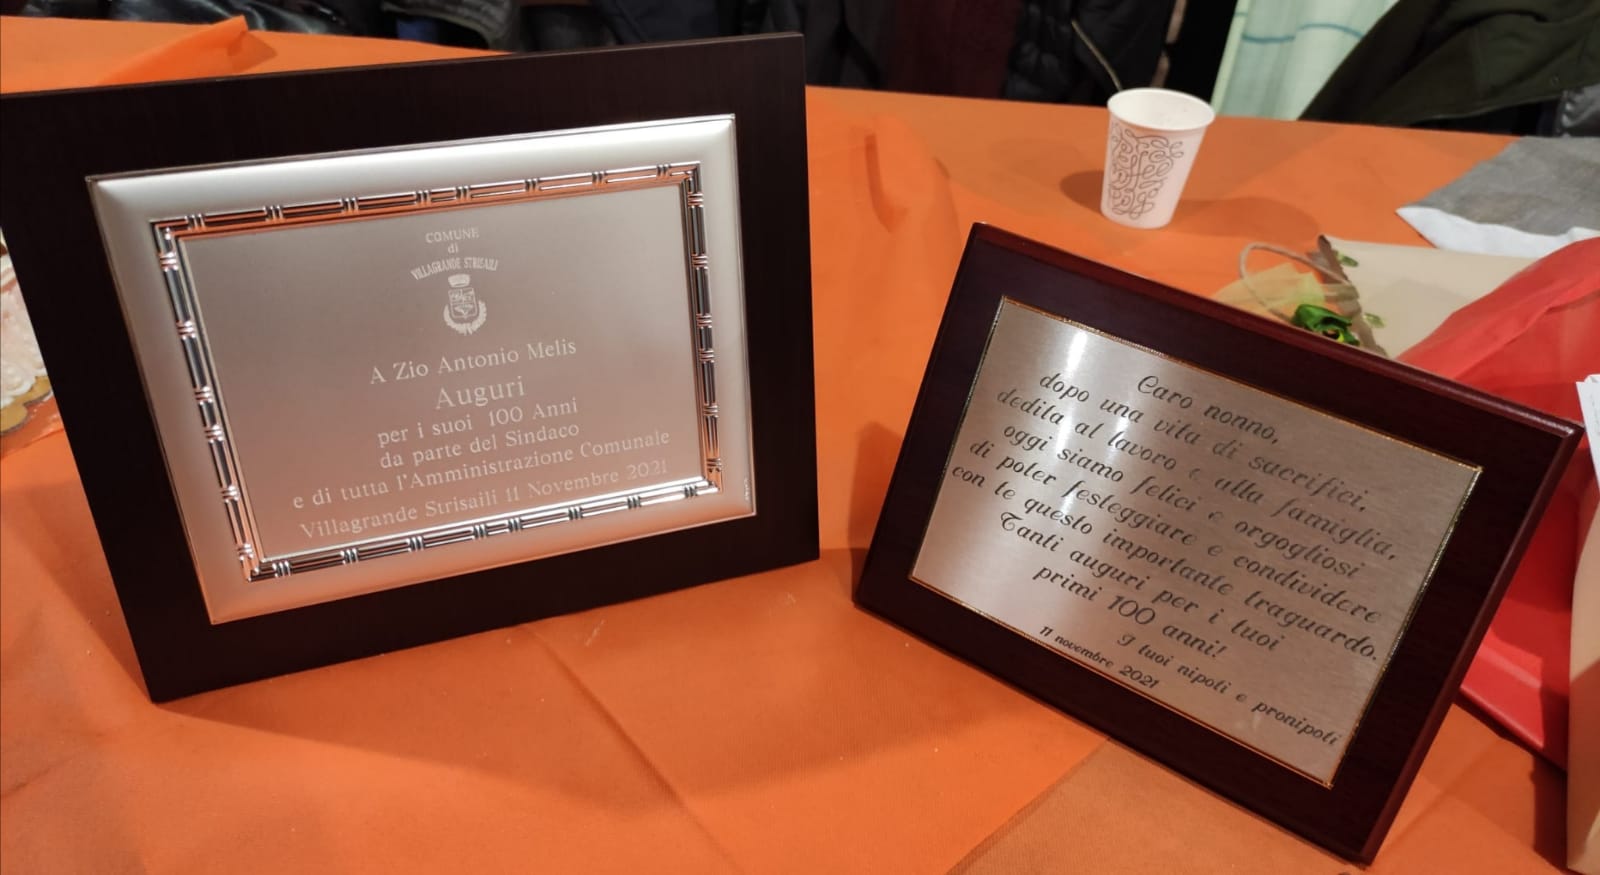 COMUNE
di
VILLAGRANDE STRISAILI
A Zio Antonio Melis
Auguri
per i suoi 100 Anni
da parte del Sindaco
e di tutta l'Amministrazione Comunale
Villagrande Strisaili 11 Novembre 2021
Caro nonno,
dopo una vita di sacrifici,
dedita al lavoro e alla famiglia,
oggi siamo felici e orgogliosi
di poter festeggiare e condividere
con te questo importante traguardo.
Tanti auguri per i tuoi
primi 100 anni!
I tuoi nipoti e pronipoti
11 novembre 2021